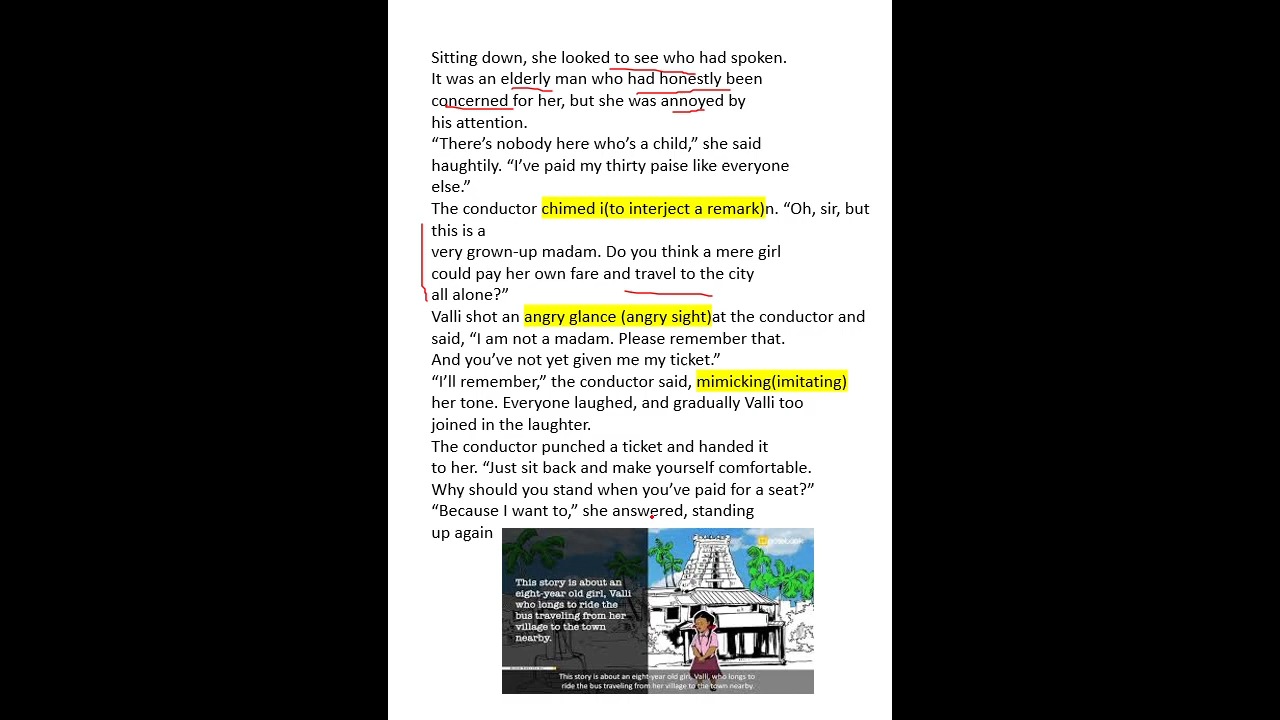 Sitting down, she looked to see who had spoken.
It was an elderly man who had honestly been
concerned for her, but she was annoyed by
his attention.
“There’s nobody here who’s a child,” she said
haughtily. “I’ve paid my thirty paise like everyone
else.”
The conductor chimed i(to interject a remark)n. “Oh, sir, but
this is a
very grown-up madam. Do you think a mere girl
could pay her own fare and travel to the city
all alone?”
Valli shot an angry glance (angry sight)at the conductor and
said, “I am not a madam. Please remember that.
And you’ve not yet given me my ticket.”
“I’ll remember,” the conductor said, mimicking(imitating)
her tone. Everyone laughed, and gradually Valli too
joined in the laughter.
The conductor punched a ticket and handed it
to her. “Just sit back and make yourself comfortable.
Why should you stand when you’ve paid for a seat?”
“Because I want to,” she answered, standing
up again
This story is about an
eight-year old girl, Valli
who longs to ride the
bus traveling from her
village to the town
nearby.
This story is about an eight-year old girl, Valli, who longs to
ride the bus traveling from her village to the town nearby.